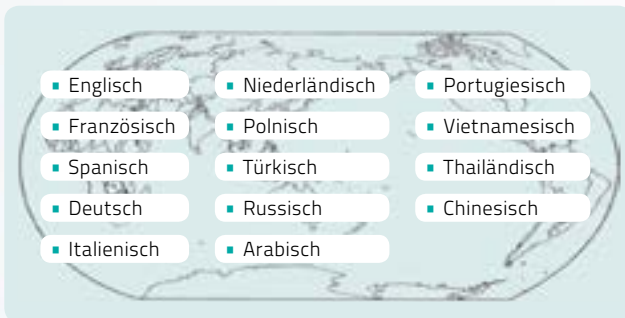 ▪ Englisch
▪ Französisch
▪ Spanisch
▪ Deutsch
▪ Italienisch
▪ Niederländisch
▪ Polnisch
▪ Türkisch
▪ Russisch
▪ Arabisch
▪ Portugiesisch
▪ Vietnamesisch
▪ Thailändisch
▪ Chinesisch